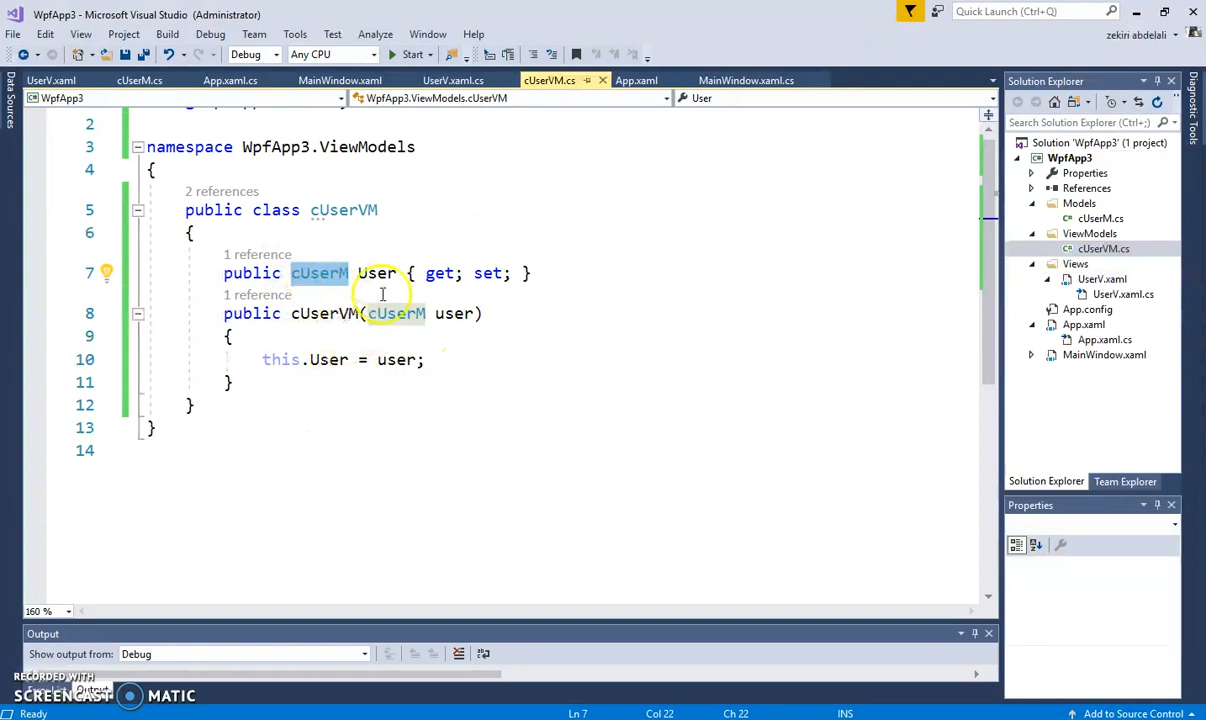 WpfApp3 - Microsoft Visual Studio (Administrator)
Quick Launch (Ctrl+Q)
File Edit View Project Build Debug Team Tools Test Analyze Window Help
zekiri abdelali
Debug Any CPU Start
UserV.xaml cUserM.cs App.xaml.cs MainWindow.xaml UserV.xaml.cs cUserVM.cs App.xaml MainWindow.xaml.cs
WpfApp3 WpfApp3.ViewModels.cUserVM User
2
3 namespace WpfApp3.ViewModels
4 {
2 references
5 public class cUserVM
6 {
1 reference
7 public cUserM User { get; set; }
1 reference
8 public cUserVM(cUserM user)
9 {
10 this.User = user;
11 }
12 }
13 }
14
160 %
Data Sources
Solution Explorer
Search Solution Explorer (Ctrl+;)
Solution 'WpfApp3' (1 project)
WpfApp3
Properties
References
Models
cUserM.cs
ViewModels
cUserVM.cs
Views
UserV.xaml
UserV.xaml.cs
App.config
App.xaml
App.xaml.cs
MainWindow.xaml
Solution Explorer Team Explorer
Properties
Diagnostic Tools
Output
Show output from: Debug
RECORDED WITH
SCREENCAST MATIC
Ready Ln 7 Col 22 Ch 22 INS Add to Source Control